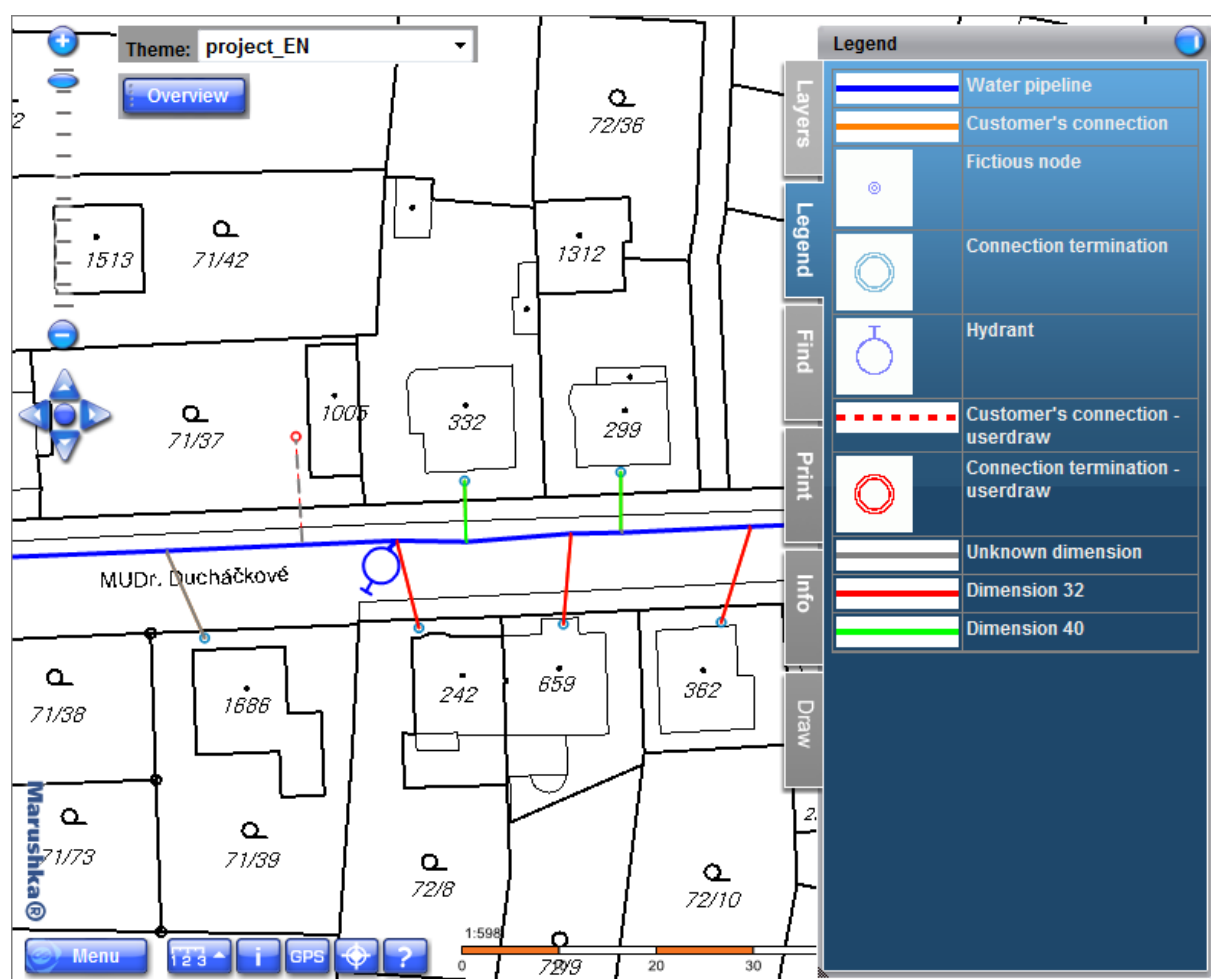 Theme: project_EN
Overview
72/36
1513
71/42
1312
1005
332
299
71/37
MUDr. Ducháčkové
1686
242
659
362
71/38
71/73
71/39
72/8
72/10
72/9
Marushka®
Menu
1 2 3
i
GPS
?
1:598
0
20
30
Layers
Legend
Find
Print
Info
Draw
Legend
Water pipeline
Customer's connection
Fictious node
Connection termination
Hydrant
Customer's connection -
userdraw
Connection termination -
userdraw
Unknown dimension
Dimension 32
Dimension 40